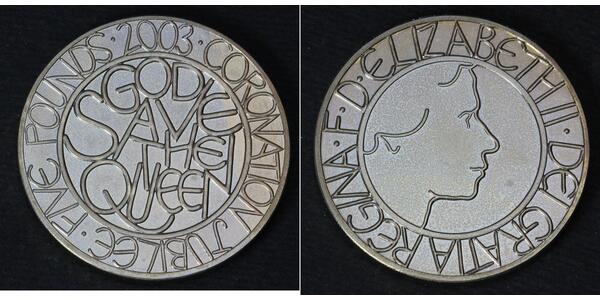 CORONATION JUBILEE · FIVE POUNDS · 2003 ·
GOD
SAVE
THE
QUEEN
ELIZABETH II · DEI GRATIA REGINA · F · D ·